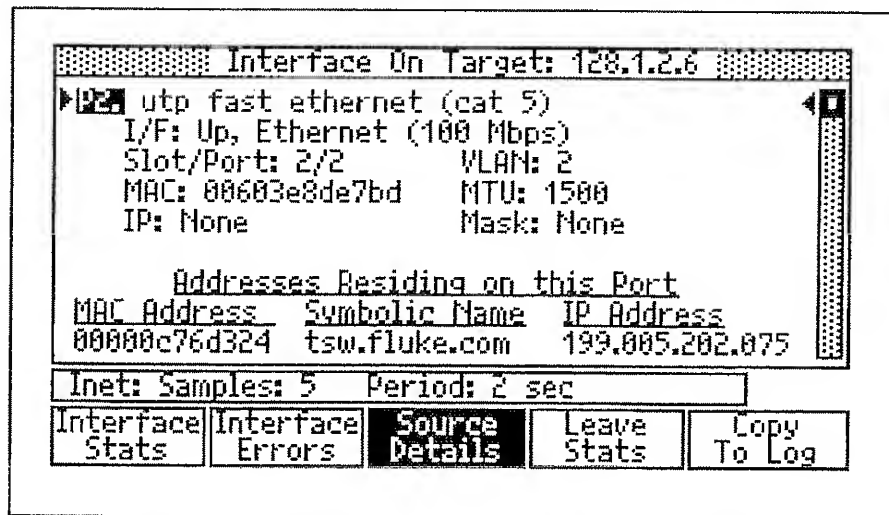 Interface On Target: 128.1.2.6
utp fast ethernet (cat 5)
I/F: Up, Ethernet (100 Mbps)
Slot/Port: 2/2 VLAN: 2
MAC: 00603e8de7bd MTU: 1500
IP: None Mask: None
Addresses Residing on this Port
MAC Address Symbolic Name IP Address
00000c76d324 tsw.fluke.com 199.005.202.075
Inet: Samples: 5 Period: 2 sec
Interface Stats
Interface Errors
Source Details
Leave Stats
Copy To Log